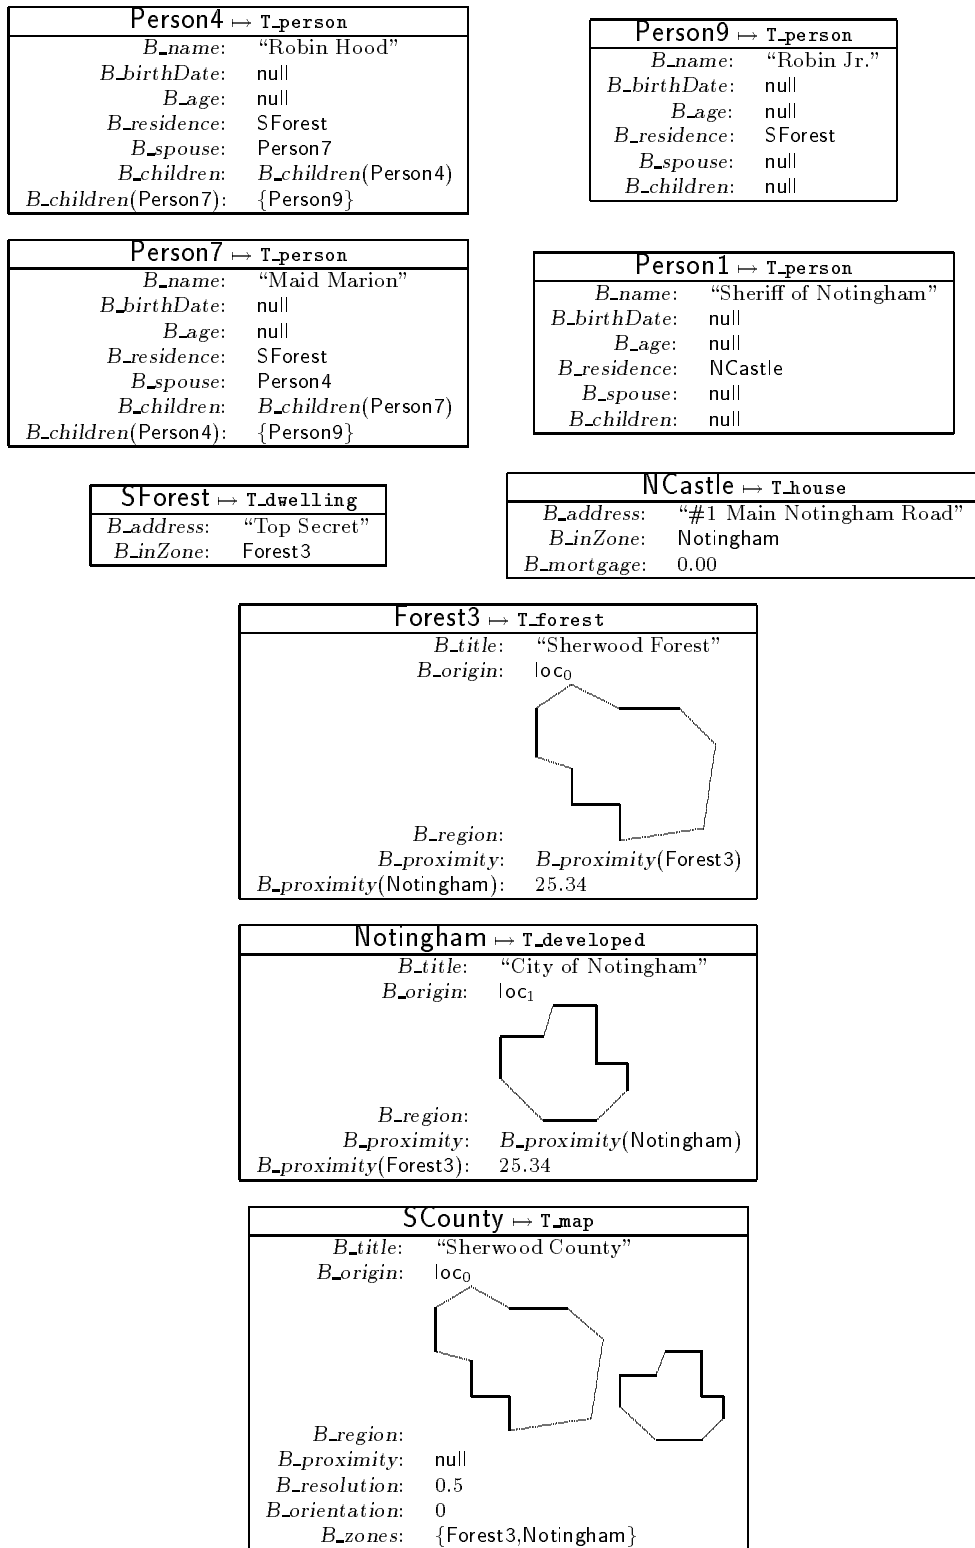 Person4 ↦ T_person
B_name: “Robin Hood”
B_birthDate: null
B_age: null
B_residence: SForest
B_spouse: Person7
B_children: B_children(Person4)
B_children(Person7): {Person9}
Person9 ↦ T_person
B_name: “Robin Jr.”
B_birthDate: null
B_age: null
B_residence: SForest
B_spouse: null
B_children: null
Person7 ↦ T_person
B_name: “Maid Marion”
B_birthDate: null
B_age: null
B_residence: SForest
B_spouse: Person4
B_children: B_children(Person7)
B_children(Person4): {Person9}
Person1 ↦ T_person
B_name: “Sheriff of Notingham”
B_birthDate: null
B_age: null
B_residence: NCastle
B_spouse: null
B_children: null
SForest ↦ T_dwelling
B_address: “Top Secret”
B_inZone: Forest3
NCastle ↦ T_house
B_address: “#1 Main Notingham Road”
B_inZone: Notingham
B_mortgage: 0.00
Forest3 ↦ T_forest
B_title: “Sherwood Forest”
B_origin: loc₀
B_region:
B_proximity: B_proximity(Forest3)
B_proximity(Notingham): 25.34
Notingham ↦ T_developed
B_title: “City of Notingham”
B_origin: loc₁
B_region:
B_proximity: B_proximity(Notingham)
B_proximity(Forest3): 25.34
SCounty ↦ T_map
B_title: “Sherwood County”
B_origin: loc₀
B_region:
B_proximity: null
B_resolution: 0.5
B_orientation: 0
B_zones: {Forest3,Notingham}